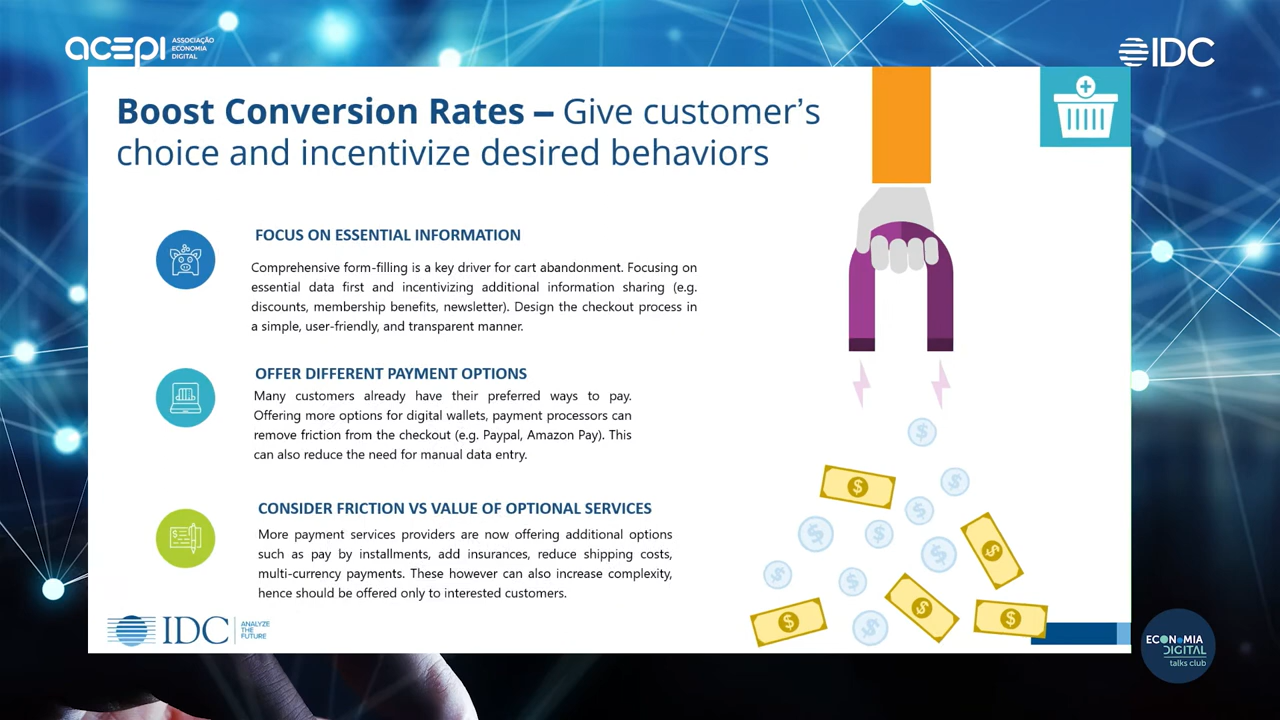 acepi ASSOCIAÇÃO
ECONOMIA
DIGITAL
IDC
Boost Conversion Rates – Give customer's
choice and incentivize desired behaviors
FOCUS ON ESSENTIAL INFORMATION
Comprehensive form-filling is a key driver for cart abandonment. Focusing on
essential data first and incentivizing additional information sharing (e.g.
discounts, membership benefits, newsletter). Design the checkout process in
a simple, user-friendly, and transparent manner.
OFFER DIFFERENT PAYMENT OPTIONS
Many customers already have their preferred ways to pay.
Offering more options for digital wallets, payment processors can
remove friction from the checkout (e.g. Paypal, Amazon Pay). This
can also reduce the need for manual data entry.
CONSIDER FRICTION VS VALUE OF OPTIONAL SERVICES
More payment services providers are now offering additional options
such as pay by installments, add insurances, reduce shipping costs,
multi-currency payments. These however can also increase complexity,
hence should be offered only to interested customers.
IDC ANALYZE
THE
FUTURE
ECONOMIA
DIGITAL
talks club